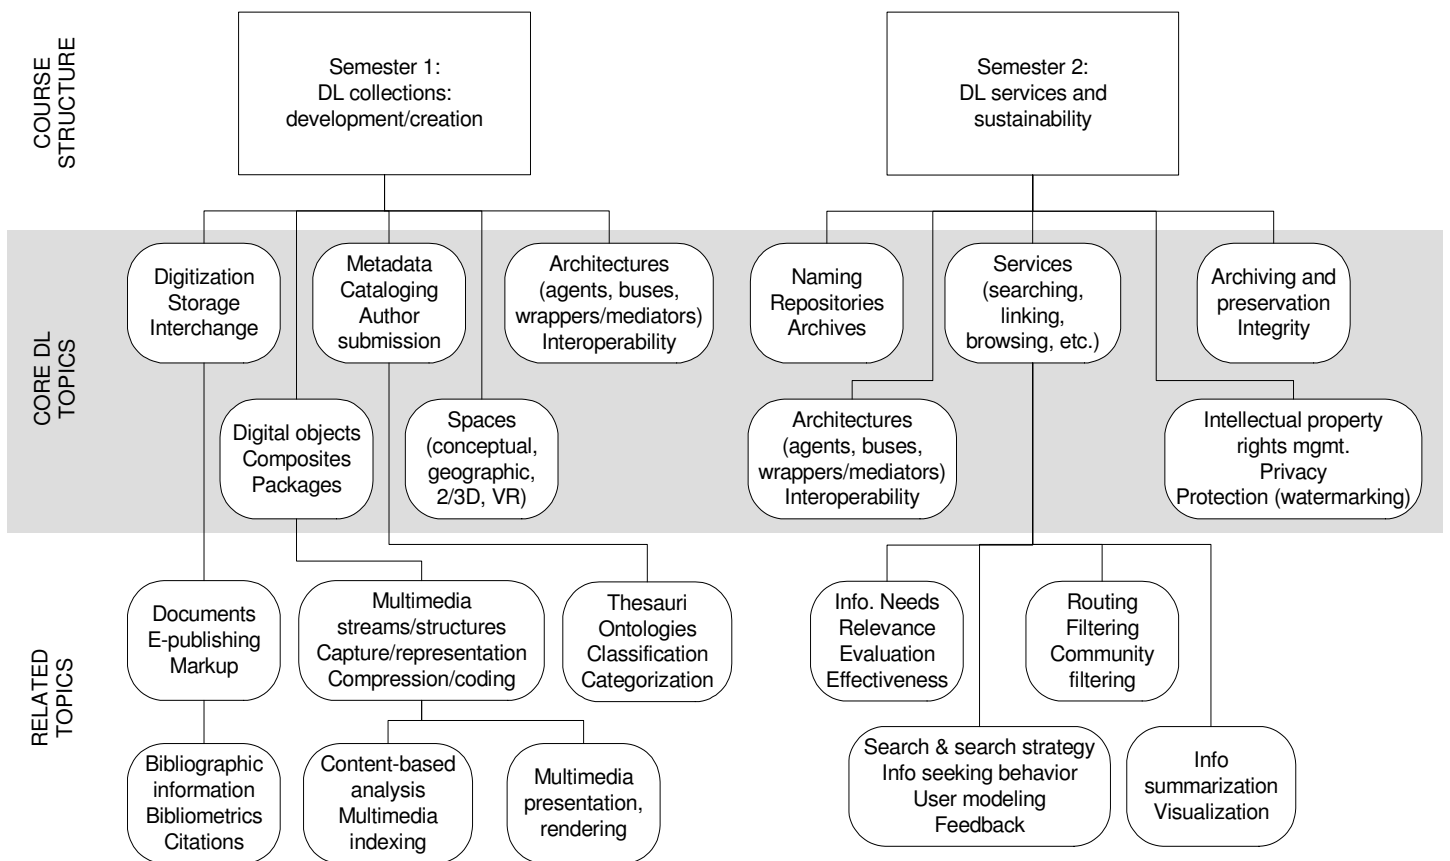 COURSE
STRUCTURE
Semester 1:
DL collections:
development/creation
Semester 2:
DL services and
sustainability
CORE DL
TOPICS
Digitization
Storage
Interchange
Metadata
Cataloging
Author
submission
Architectures
(agents, buses,
wrappers/mediators)
Interoperability
Naming
Repositories
Archives
Services
(searching,
linking,
browsing, etc.)
Archiving and
preservation
Integrity
Digital objects
Composites
Packages
Spaces
(conceptual,
geographic,
2/3D, VR)
Architectures
(agents, buses,
wrappers/mediators)
Interoperability
Intellectual property
rights mgmt.
Privacy
Protection (watermarking)
RELATED
TOPICS
Documents
E-publishing
Markup
Multimedia
streams/structures
Capture/representation
Compression/coding
Thesauri
Ontologies
Classification
Categorization
Info. Needs
Relevance
Evaluation
Effectiveness
Routing
Filtering
Community
filtering
Bibliographic
information
Bibliometrics
Citations
Content-based
analysis
Multimedia
indexing
Multimedia
presentation,
rendering
Search & search strategy
Info seeking behavior
User modeling
Feedback
Info
summarization
Visualization